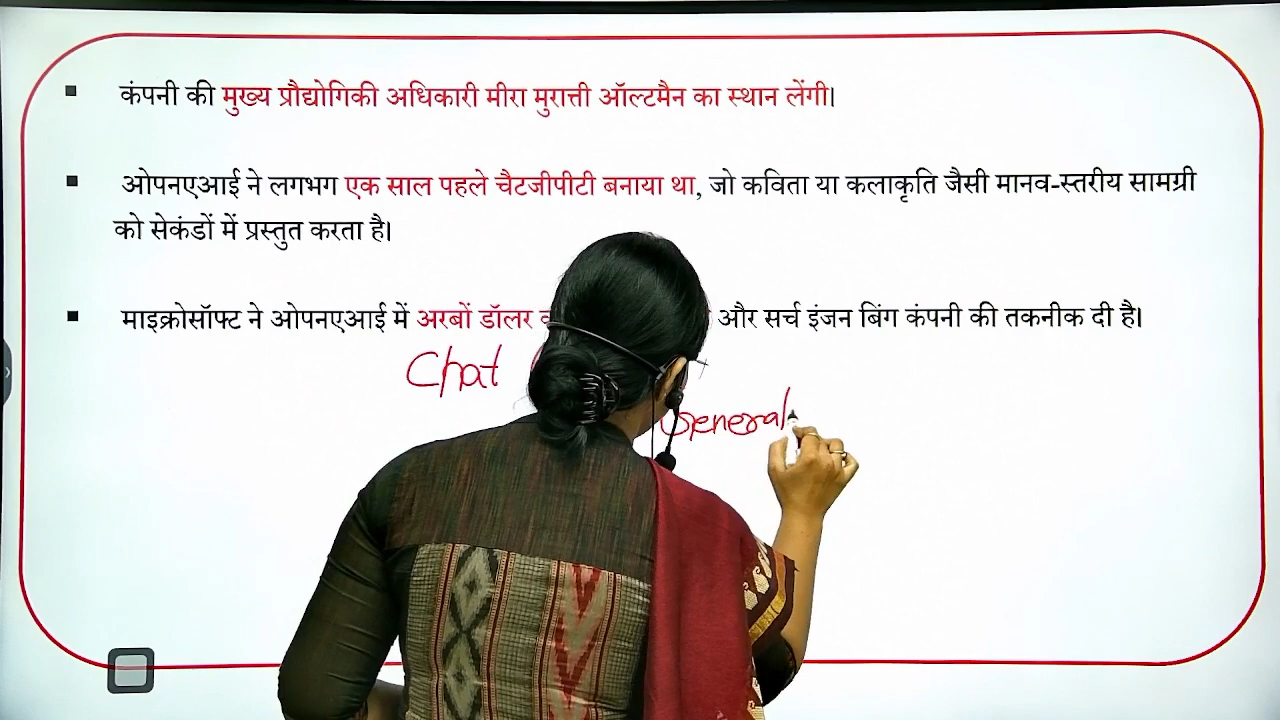 कंपनी की मुख्य प्रौद्योगिकी अधिकारी मीरा मुरात्ती ऑल्टमैन का स्थान लेंगी।
ओपनएआई ने लगभग एक साल पहले चैटजीपीटी बनाया था, जो कविता या कलाकृति जैसी मानव-स्तरीय सामग्री
को सेकंडों में प्रस्तुत करता है।
माइक्रोसॉफ्ट ने ओपनएआई में अरबों डॉलर और सर्च इंजन बिंग कंपनी की तकनीक दी है।
Chat
General